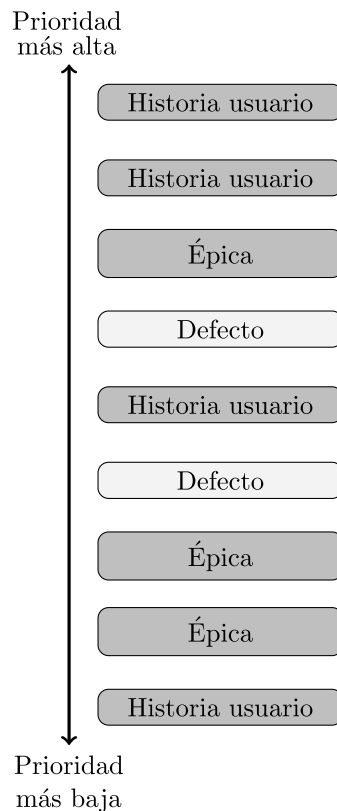 Prioridad
más alta
Historia usuario
Historia usuario
Épica
Defecto
Historia usuario
Defecto
Épica
Épica
Historia usuario
Prioridad
más baja